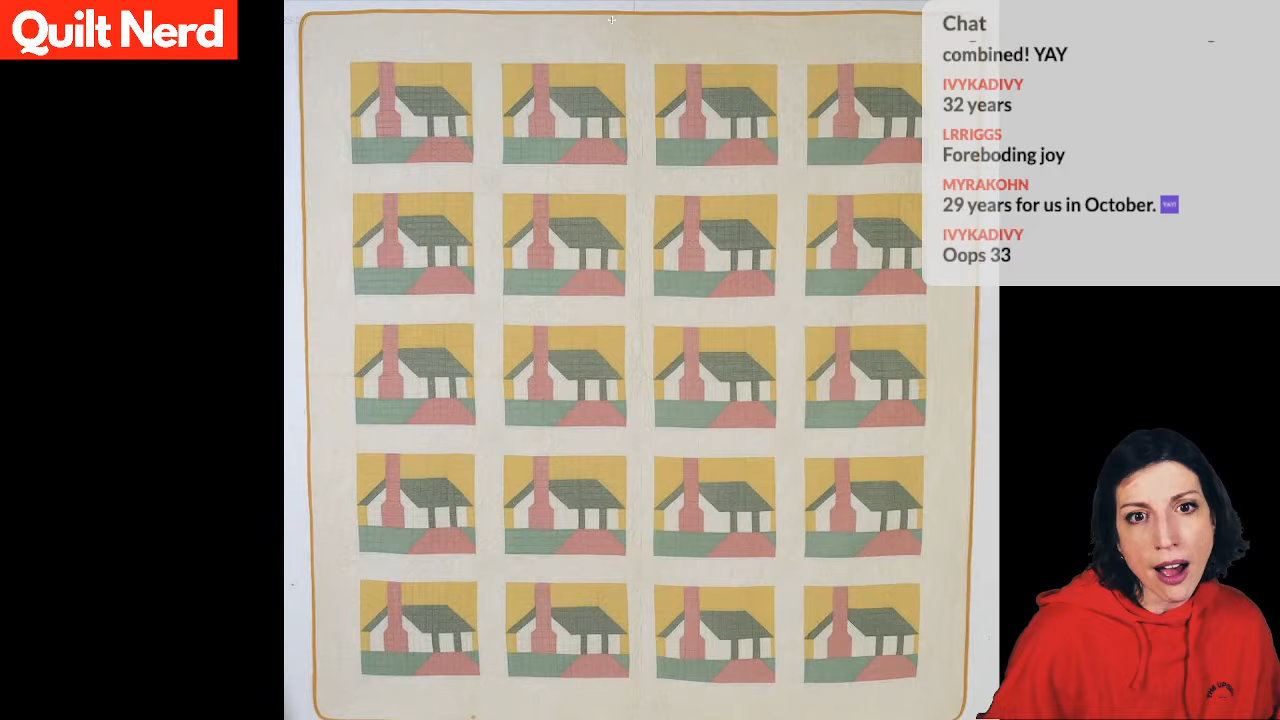 Quilt Nerd
Chat
combined! YAY
IVYKADIVY
32 years
LRRIGGS
Foreboding joy
MYRAKOHN
29 years for us in October. YAY!
IVYKADIVY
Oops 33